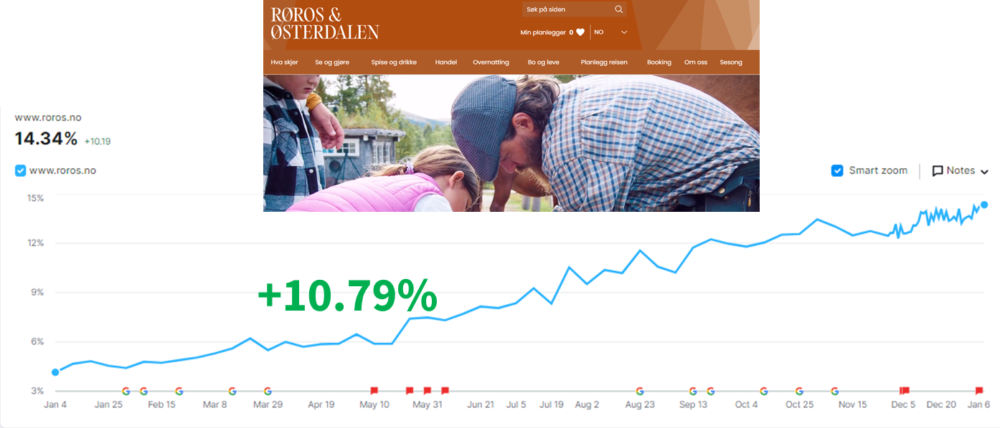 RØROS &
ØSTERDALEN
Søk på siden
Min planlegger 0 NO
Hva skjer Se og gjøre Spise og drikke Handel Overnatting Bo og leve Planlegg reisen Booking Om oss Sesong
www.roros.no
14.34% +10.19
www.roros.no
Smart zoom Notes
15%
12%
+10.79%
9%
6%
3%
Jan 4 Jan 25 Feb 15 Mar 8 Mar 29 Apr 19 May 10 May 31 Jun 21 Jul 5 Jul 19 Aug 2 Aug 23 Sep 13 Oct 4 Oct 25 Nov 15 Dec 5 Dec 20 Jan 6